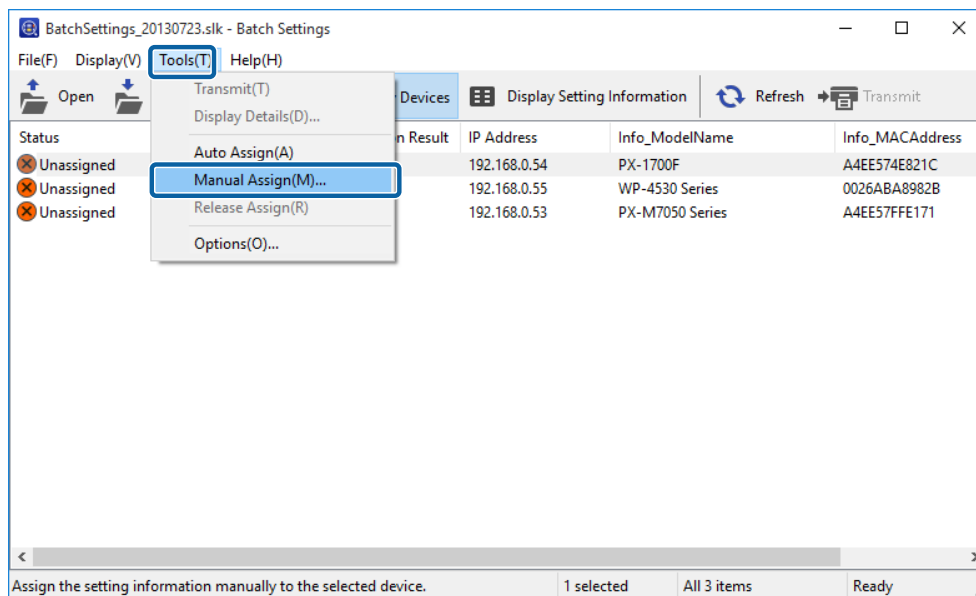 BatchSettings_20130723.slk - Batch Settings
File(F) Display(V) Tools(T) Help(H)
Open Devices Display Setting Information Refresh Transmit
Transmit(T)
Display Details(D)...
Auto Assign(A)
Manual Assign(M)...
Release Assign(R)
Options(O)...
Status Result IP Address Info_ModelName Info_MACAddress
Unassigned 192.168.0.54 PX-1700F A4EE574E821C
Unassigned 192.168.0.55 WP-4530 Series 0026ABA8982B
Unassigned 192.168.0.53 PX-M7050 Series A4EE57FFE171
Assign the setting information manually to the selected device. 1 selected All 3 items Ready